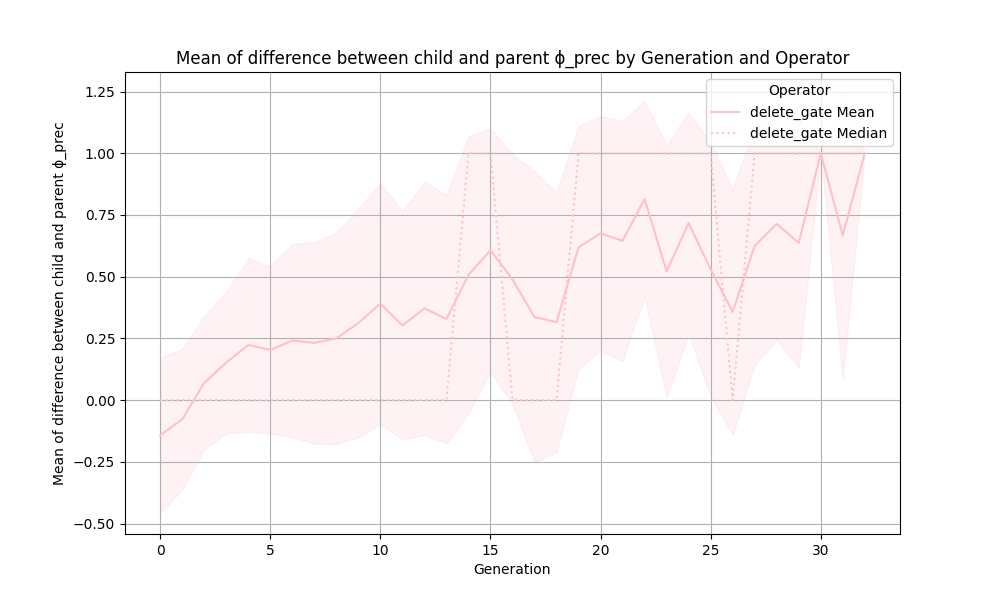 Mean of difference between child and parent ϕ_prec by Generation and Operator
Mean of difference between child and parent ϕ_prec
1.25
1.00
0.75
0.50
0.25
0.00
−0.25
−0.50
Operator
delete_gate Mean
delete_gate Median
0 5 10 15 20 25 30
Generation